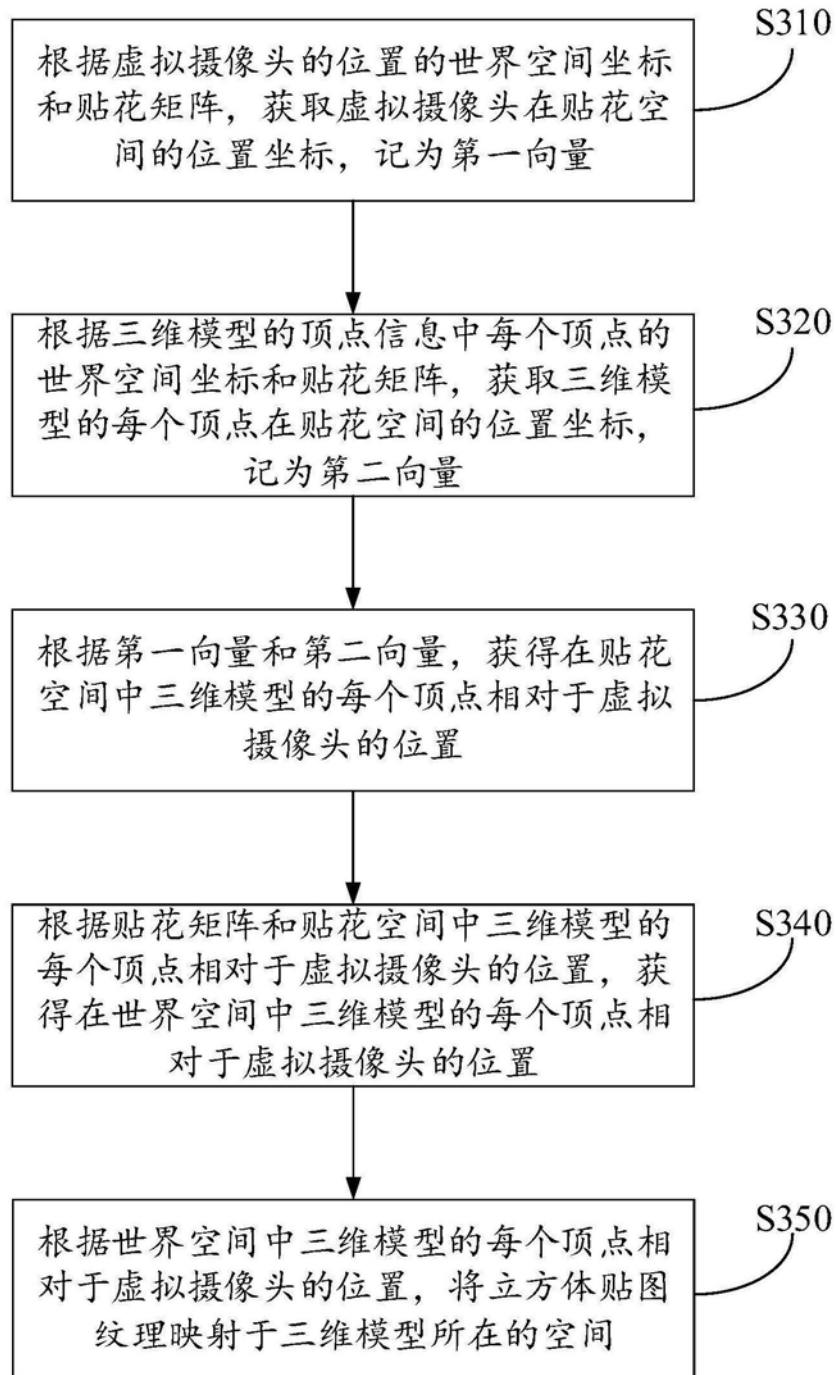 S310
根据虚拟摄像头的位置的世界空间坐标
和贴花矩阵，获取虚拟摄像头在贴花空
间的位置坐标，记为第一向量
S320
根据三维模型的顶点信息中每个顶点的
世界空间坐标和贴花矩阵，获取三维模
型的每个顶点在贴花空间的位置坐标，
记为第二向量
S330
根据第一向量和第二向量，获得在贴花
空间中三维模型的每个顶点相对于虚拟
摄像头的位置
S340
根据贴花矩阵和贴花空间中三维模型的
每个顶点相对于虚拟摄像头的位置，获
得在世界空间中三维模型的每个顶点相
对于虚拟摄像头的位置
S350
根据世界空间中三维模型的每个顶点相
对于虚拟摄像头的位置，将立方体贴图
纹理映射于三维模型所在的空间